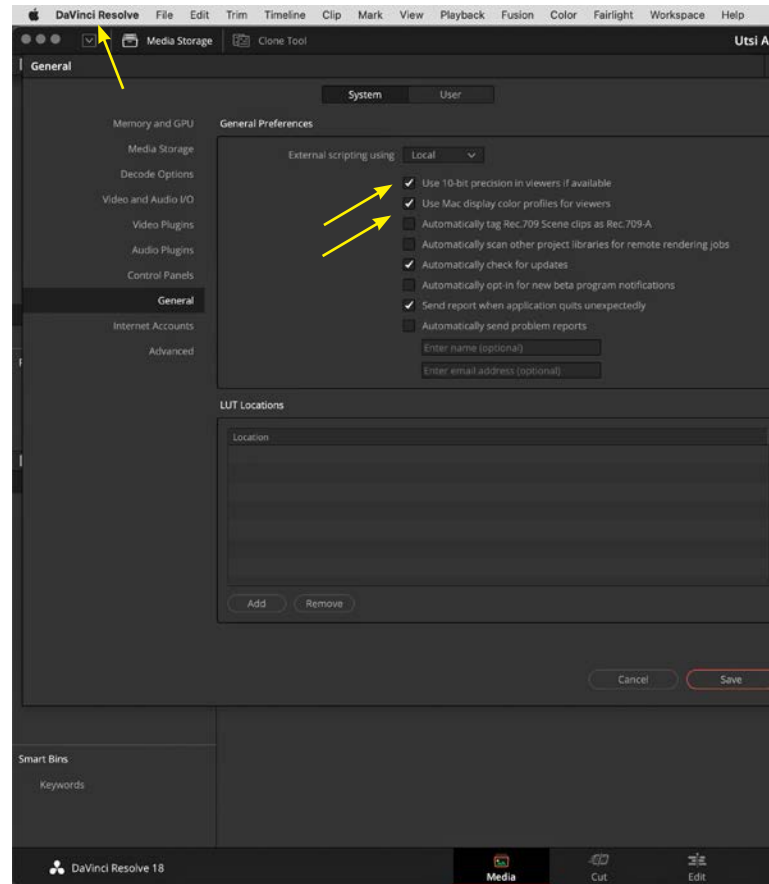 DaVinci Resolve File Edit Trim Timeline Clip Mark View Playback Fusion Color Fairlight Workspace Help
Media Storage Clone Tool Utsi A
General
System User
Memory and GPU
Media Storage
Decode Options
Video and Audio I/O
Video Plugins
Audio Plugins
Control Panels
General
Internet Accounts
Advanced
General Preferences
External scripting using Local
Use 10-bit precision in viewers if available
Use Mac display color profiles for viewers
Automatically tag Rec.709 Scene clips as Rec.709-A
Automatically scan other project libraries for remote rendering jobs
Automatically check for updates
Automatically opt-in for new beta program notifications
Send report when application quits unexpectedly
Automatically send problem reports
Enter name (optional)
Enter email address (optional)
LUT Locations
Location
Add Remove
Cancel Save
Smart Bins
Keywords
DaVinci Resolve 18
Media Cut Edit